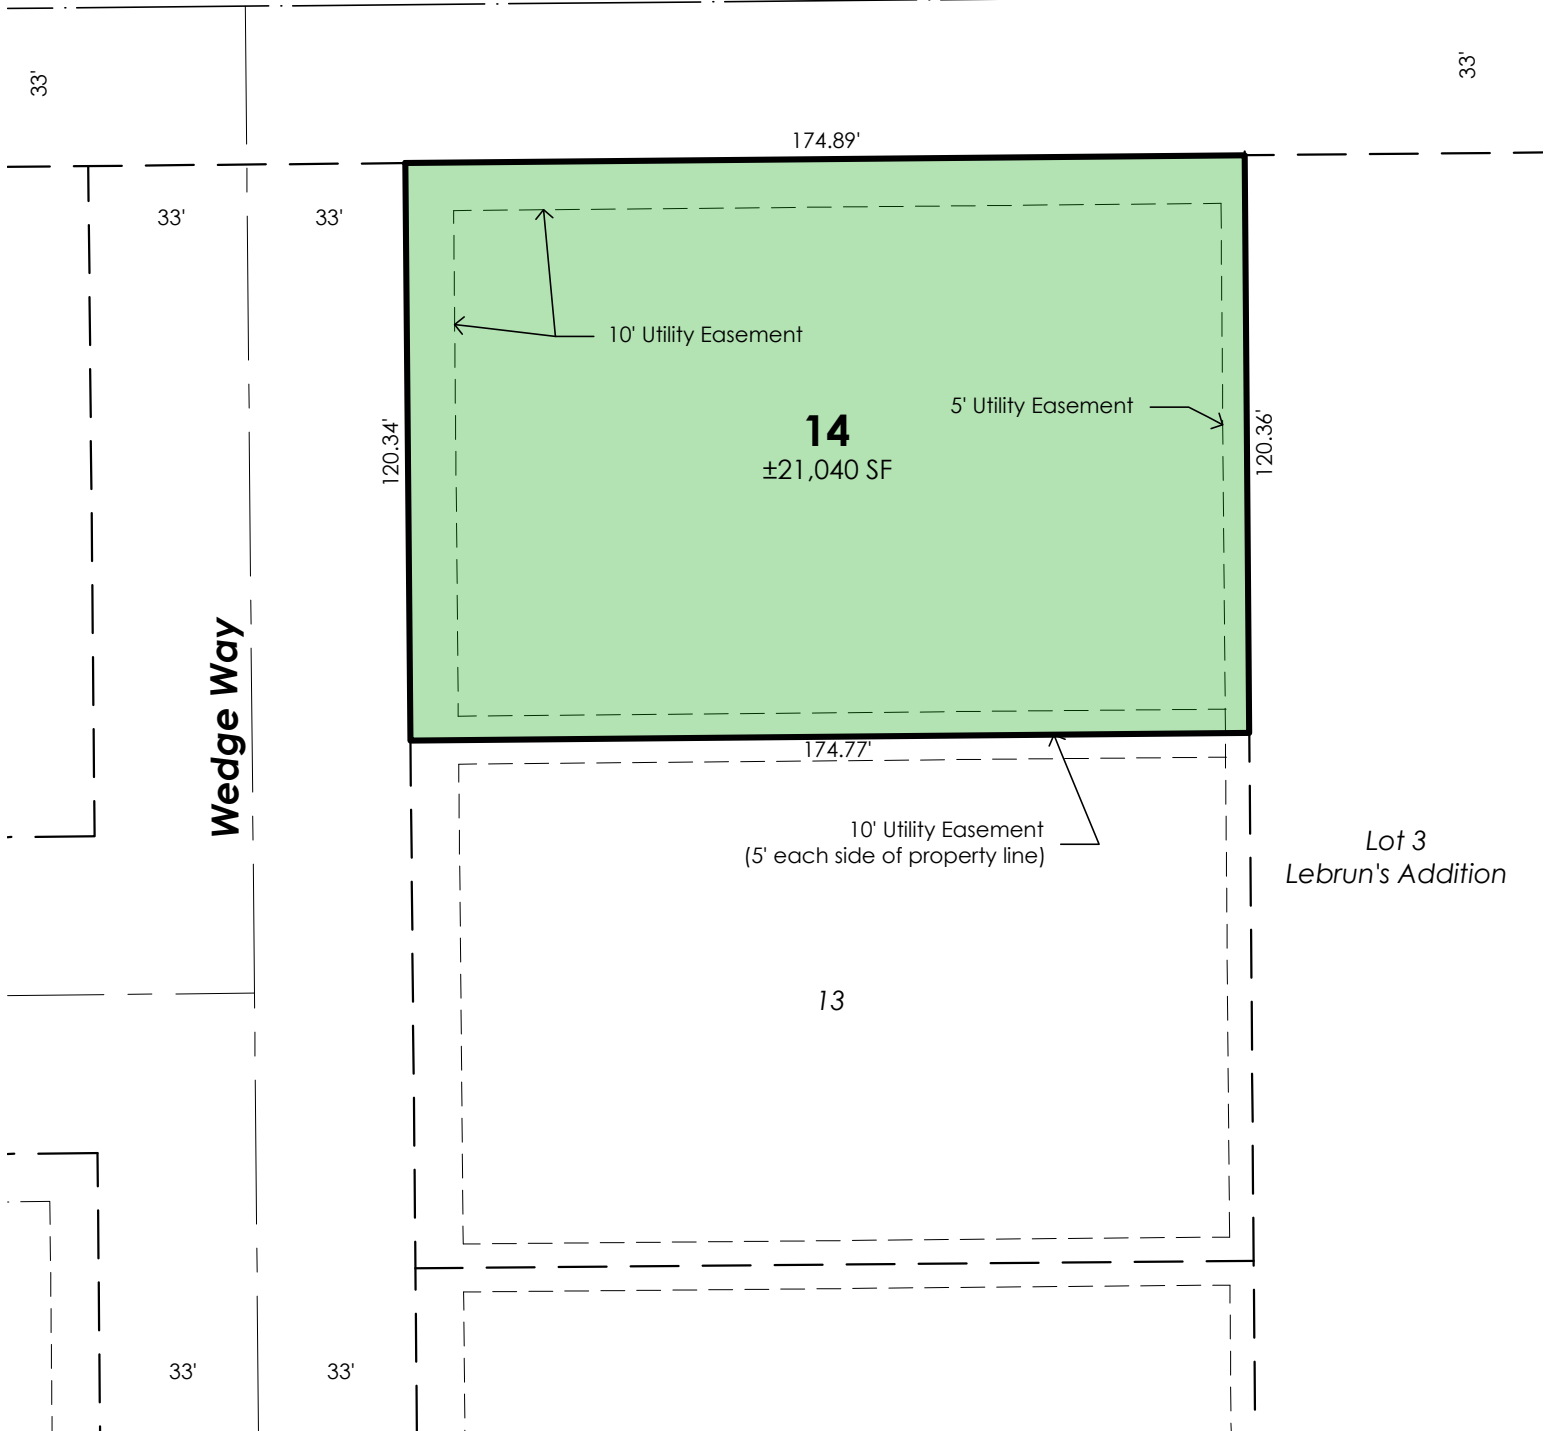 33'
33'
174.89'
33'
33'
10' Utility Easement
5' Utility Easement
120.34'
14
±21,040 SF
120.36'
Wedge Way
174.77'
10' Utility Easement
(5' each side of property line)
Lot 3
Lebrun's Addition
13
33'
33'